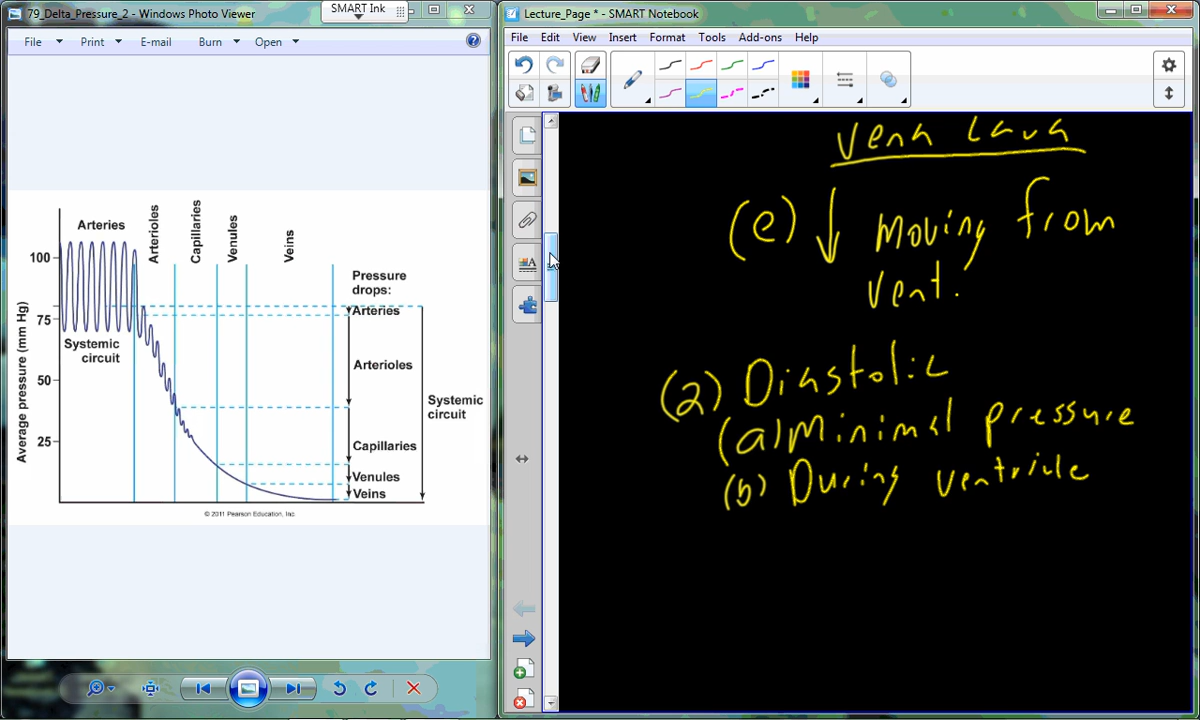 79_Delta_Pressure_2 - Windows Photo Viewer
SMART Ink
File Print E-mail Burn Open
Arteries
Arterioles
Capillaries
Venules
Veins
Average pressure (mm Hg)
100
75
50
25
Systemic
circuit
Pressure
drops:
Arteries
Arterioles
Capillaries
Venules
Veins
Systemic
circuit
© 2011 Pearson Education, Inc.
Lecture_Page * - SMART Notebook
File Edit View Insert Format Tools Add-ons Help
Vena Cava
(e) ↓ Moving from
vent.
(2) Diastolic
(a) Minimal pressure
(b) During ventricle